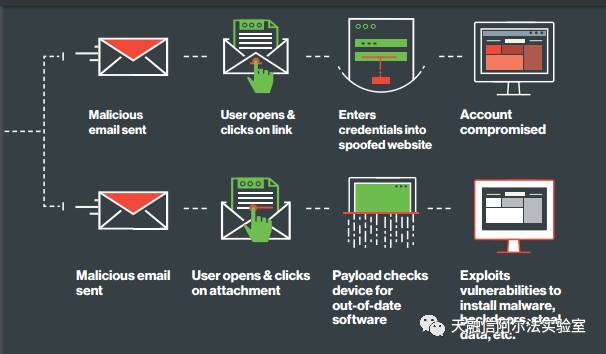 Malicious
email sent
User opens &
clicks on link
Enters
credentials into
spoofed website
Account
compromised
Malicious email
sent
User opens & clicks
on attachment
Payload checks
device for
out-of-date
software
Exploits
vulnerabilities to
install malware,
backdoors, steal
data, etc.
天融信阿尔法实验室